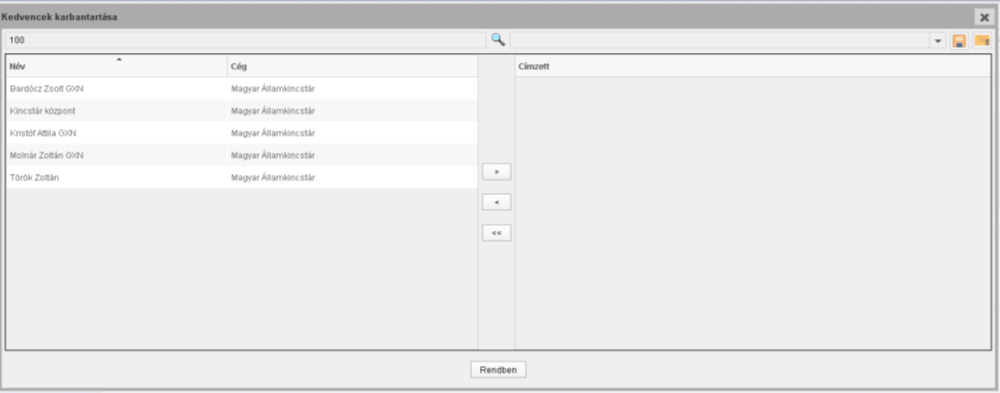 Kedvencek karbantartása
100
Név Cég Címzett
Bardócz Zsolt GXN Magyar Államkincstár
Kincstár központ Magyar Államkincstár
Kristóf Attila GXN Magyar Államkincstár
Molnár Zoltán GXN Magyar Államkincstár
Török Zoltán Magyar Államkincstár
>
<
<<
Rendben